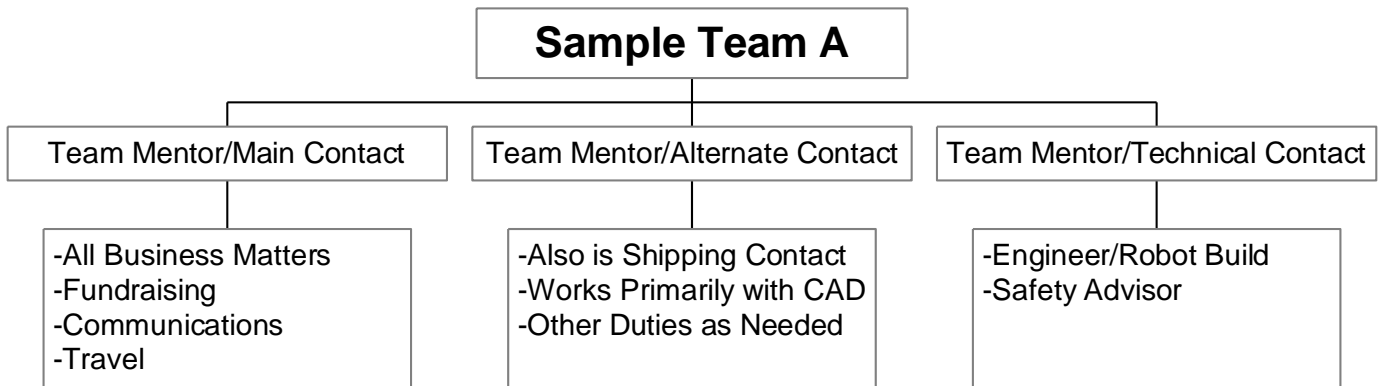 Sample Team A
Team Mentor/Main Contact
Team Mentor/Alternate Contact
Team Mentor/Technical Contact
-All Business Matters
-Fundraising
-Communications
-Travel
-Also is Shipping Contact
-Works Primarily with CAD
-Other Duties as Needed
-Engineer/Robot Build
-Safety Advisor